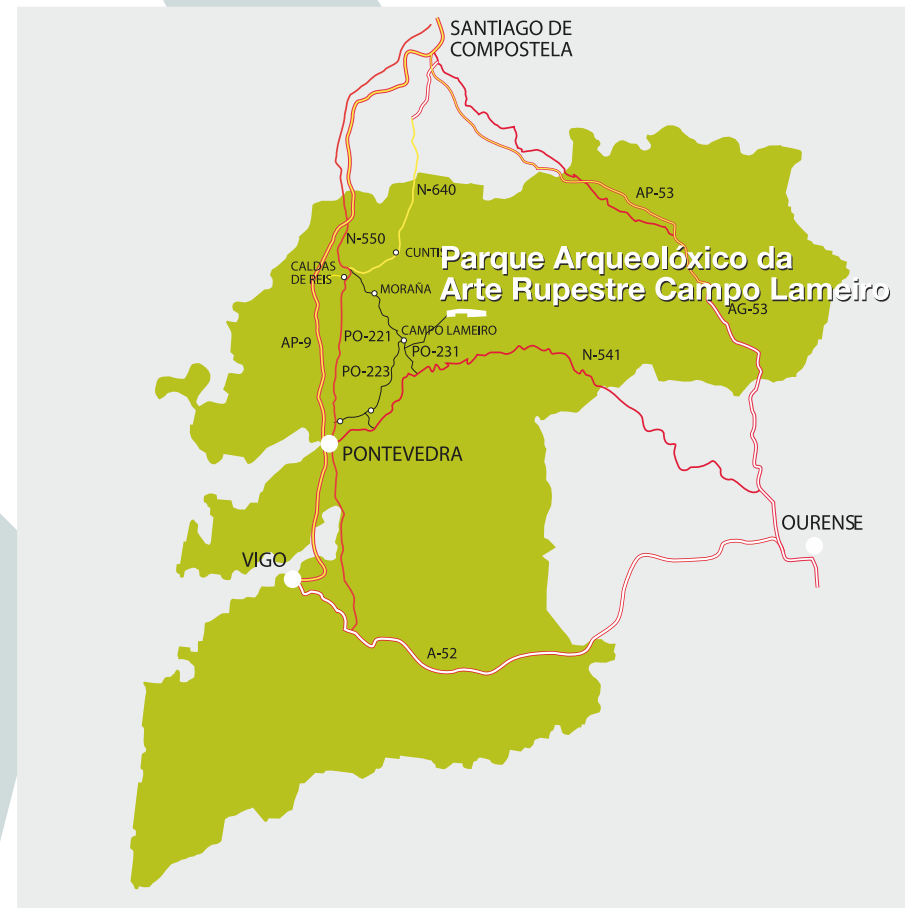 SANTIAGO DE
COMPOSTELA
N-640
AP-53
N-550
CUNTIS
Parque Arqueolóxico da
Arte Rupestre Campo Lameiro
CALDAS
DE REIS
MORAÑA
AG-53
AP-9
PO-221
CAMPO LAMEIRO
PO-231
N-541
PO-223
PONTEVEDRA
OURENSE
VIGO
A-52